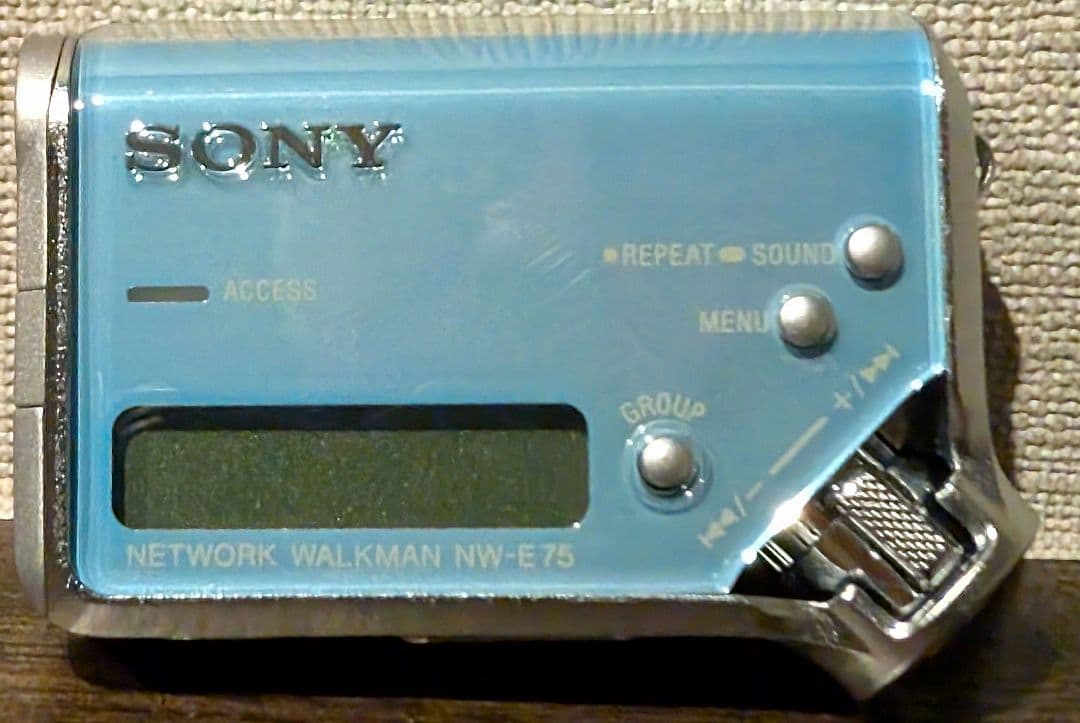 SONY
•REPEAT SOUND
ACCESS
MENU
+/▶▶|
GROUP
|◀◀/−
NETWORK WALKMAN NW-E75